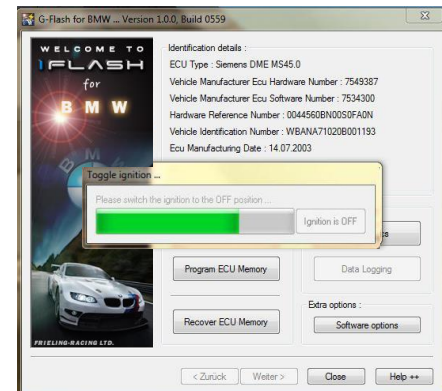 G-Flash for BMW ... Version 1.0.0, Build 0559
WELCOME TO
iFLASH
for
BMW
FRIELING-RACING LTD.
Identification details :
ECU Type : Siemens DME MS45.0
Vehicle Manufacturer Ecu Hardware Number : 7549387
Vehicle Manufacturer Ecu Software Number : 7534300
Hardware Reference Number : 0044560BN00S0FA0N
Vehicle Identification Number : WBANA71020B001193
Ecu Manufacturing Date : 14.07.2003
Toggle ignition ...
Please switch the ignition to the OFF position ...
Ignition is OFF
Program ECU Memory
Data Logging
Recover ECU Memory
Extra options :
Software options
< Zurück
Weiter >
Close
Help ++